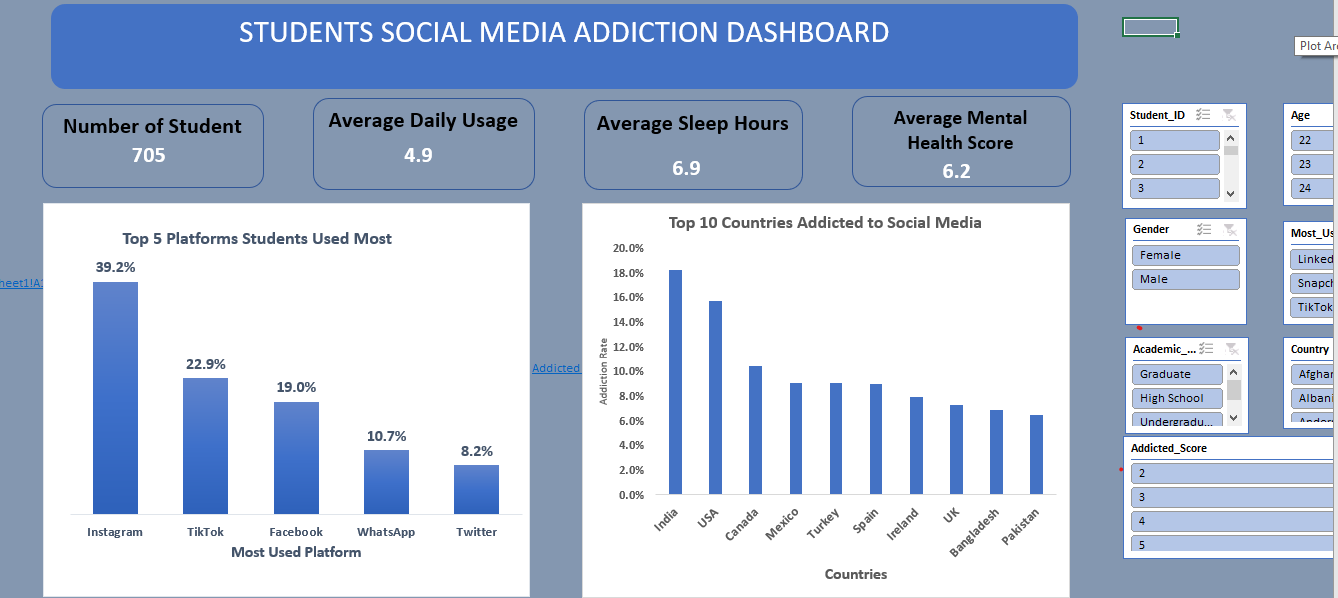 STUDENTS SOCIAL MEDIA ADDICTION DASHBOARD
Plot Are
Number of Student
705
Average Daily Usage
4.9
Average Sleep Hours
6.9
Average Mental
Health Score
6.2
Top 5 Platforms Students Used Most
39.2%
22.9%
19.0%
10.7%
8.2%
Instagram TikTok Facebook WhatsApp Twitter
Most Used Platform
heet1!A1
Addicted
Top 10 Countries Addicted to Social Media
20.0%
18.0%
16.0%
14.0%
12.0%
10.0%
8.0%
6.0%
4.0%
2.0%
0.0%
Addiction Rate
India USA Canada Mexico Turkey Spain Ireland UK Bangladesh Pakistan
Countries
Student_ID
1
2
3
Age
22
23
24
Gender
Female
Male
Most_Us
Linked
Snapch
TikTok
Academic_...
Graduate
High School
Undergradu...
Country
Afghan
Albani
Andorr
Addicted_Score
2
3
4
5